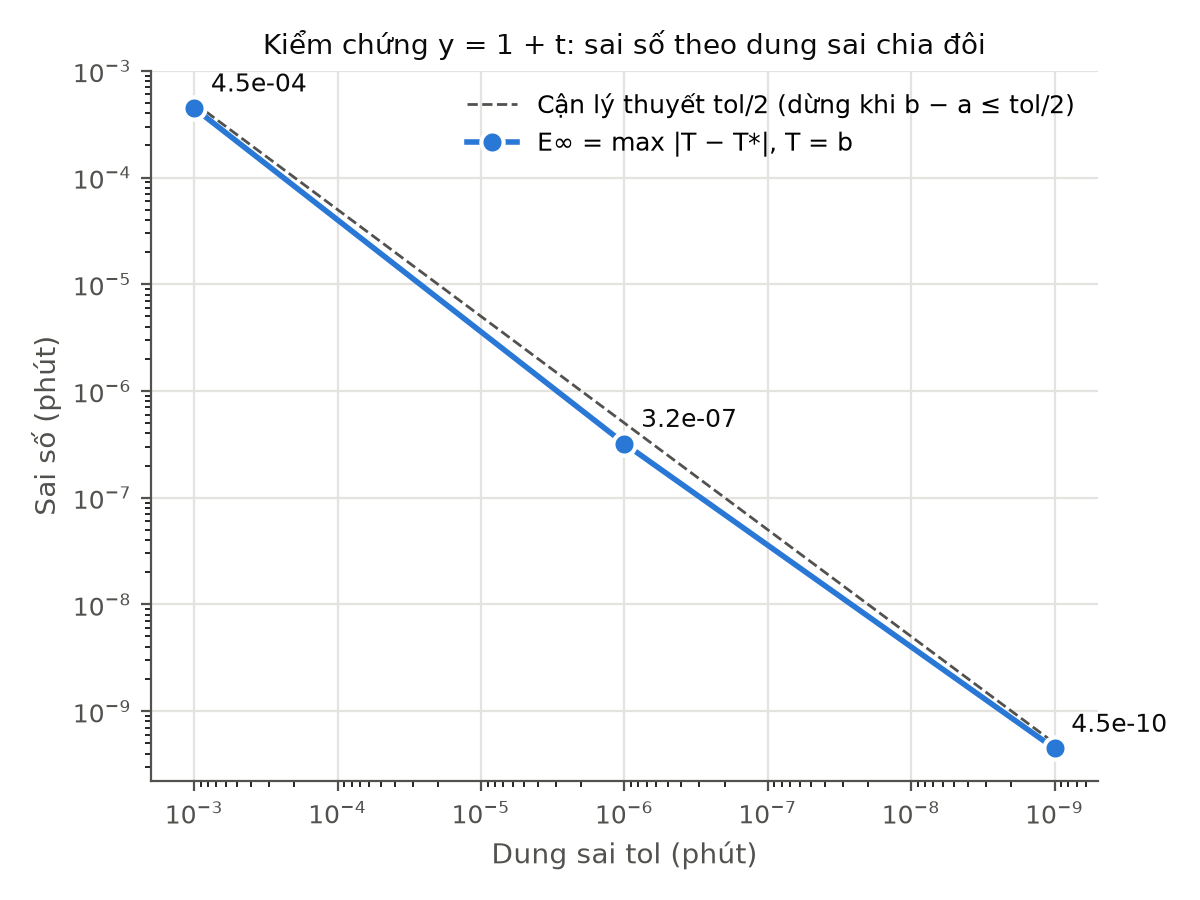 Kiểm chứng y = 1 + t: sai số theo dung sai chia đôi
10⁻³
10⁻⁴
10⁻⁵
10⁻⁶
10⁻⁷
10⁻⁸
10⁻⁹
Sai số (phút)
4.5e-04
Cận lý thuyết tol/2 (dừng khi b − a ≤ tol/2)
E∞ = max |T − T*|, T = b
3.2e-07
4.5e-10
10⁻³ 10⁻⁴ 10⁻⁵ 10⁻⁶ 10⁻⁷ 10⁻⁸ 10⁻⁹
Dung sai tol (phút)